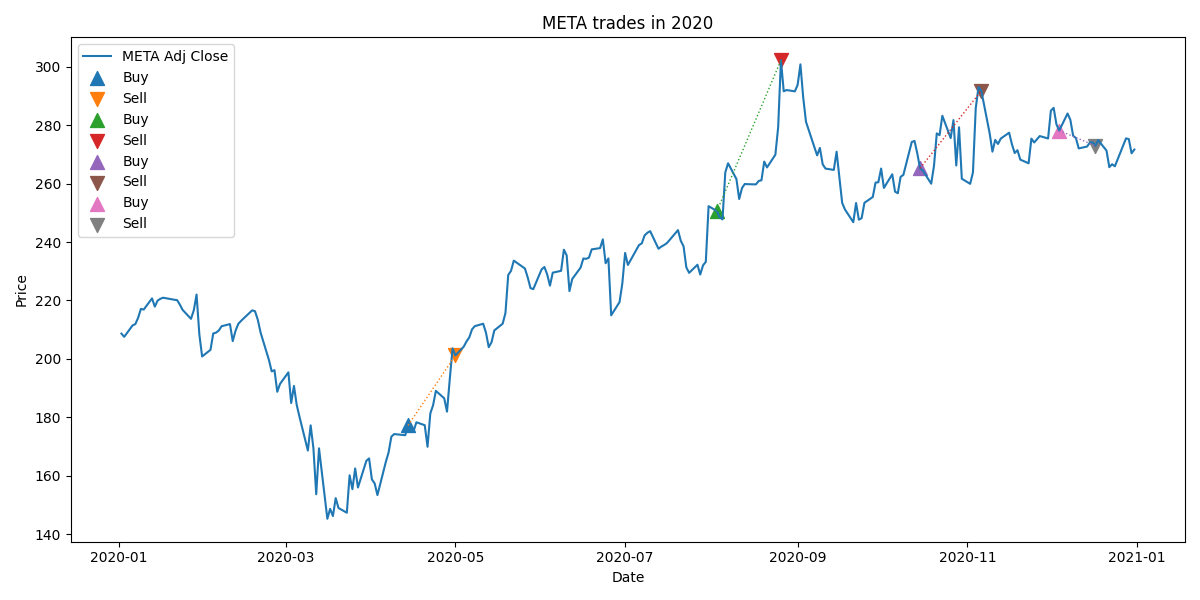 META trades in 2020
META Adj Close
Buy
Sell
Buy
Sell
Buy
Sell
Buy
Sell
Price
300
280
260
240
220
200
180
160
140
2020-01 2020-03 2020-05 2020-07 2020-09 2020-11 2021-01
Date